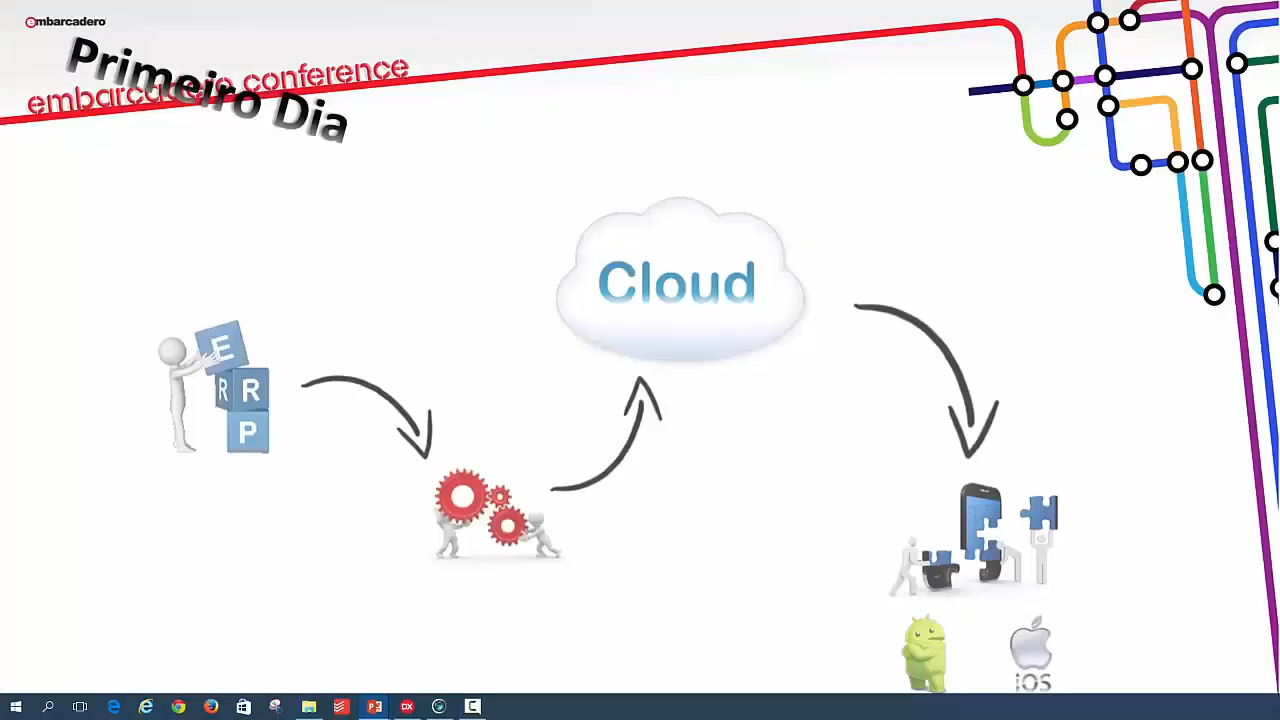 embarcadero
Primeiro Dia
embarcadero conference
Cloud
E
R R
P
iOS
DX